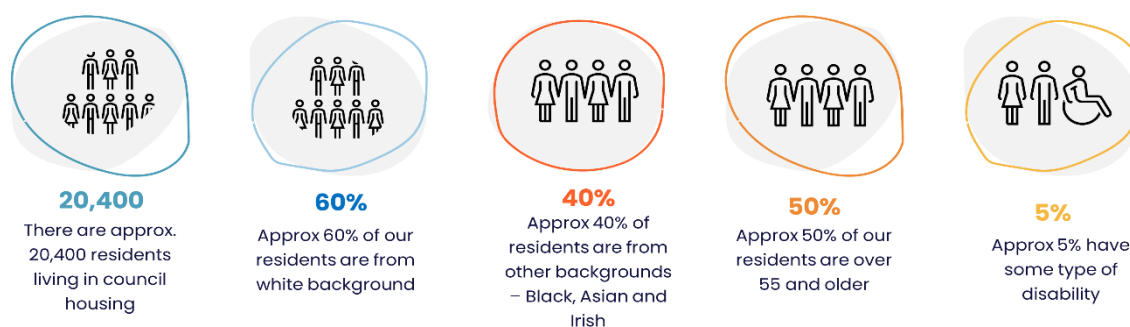 20,400
There are approx.
20,400 residents
living in council
housing
60%
Approx 60% of our
residents are from
white background
40%
Approx 40% of
residents are from
other backgrounds
– Black, Asian and
Irish
50%
Approx 50% of our
residents are over
55 and older
5%
Approx 5% have
some type of
disability